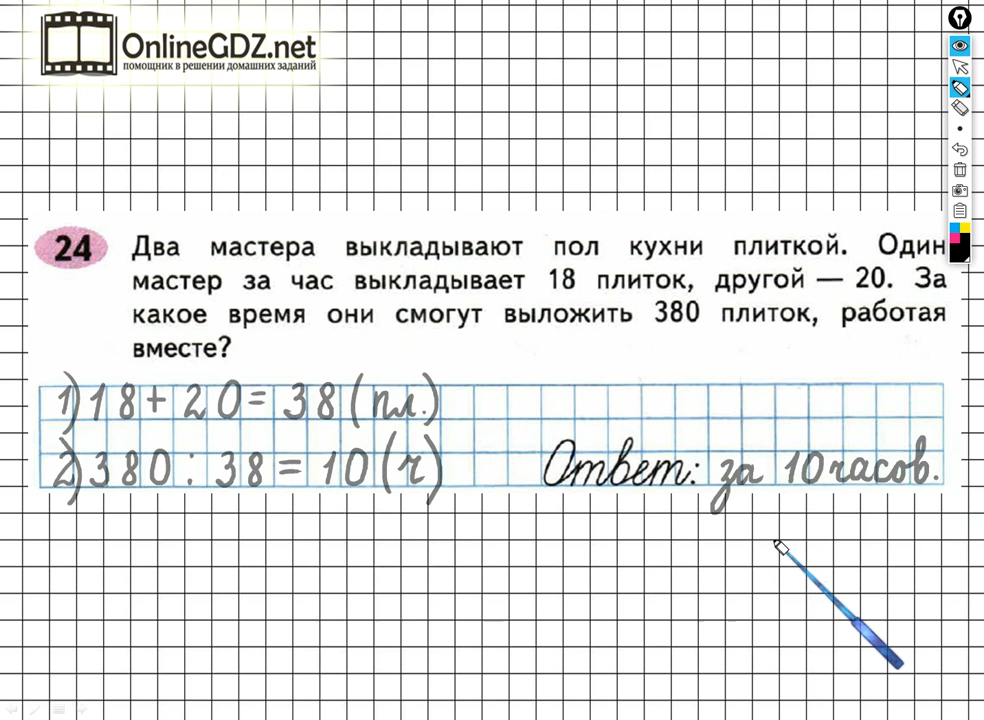 OnlineGDZ.net
помощник в решении домашних заданий
24 Два мастера выкладывают пол кухни плиткой. Один
мастер за час выкладывает 18 плиток, другой — 20. За
какое время они смогут выложить 380 плиток, работая
вместе?
1) 18 + 20 = 38 (пл.)
2) 380 : 38 = 10 (ч) Ответ: за 10 часов.